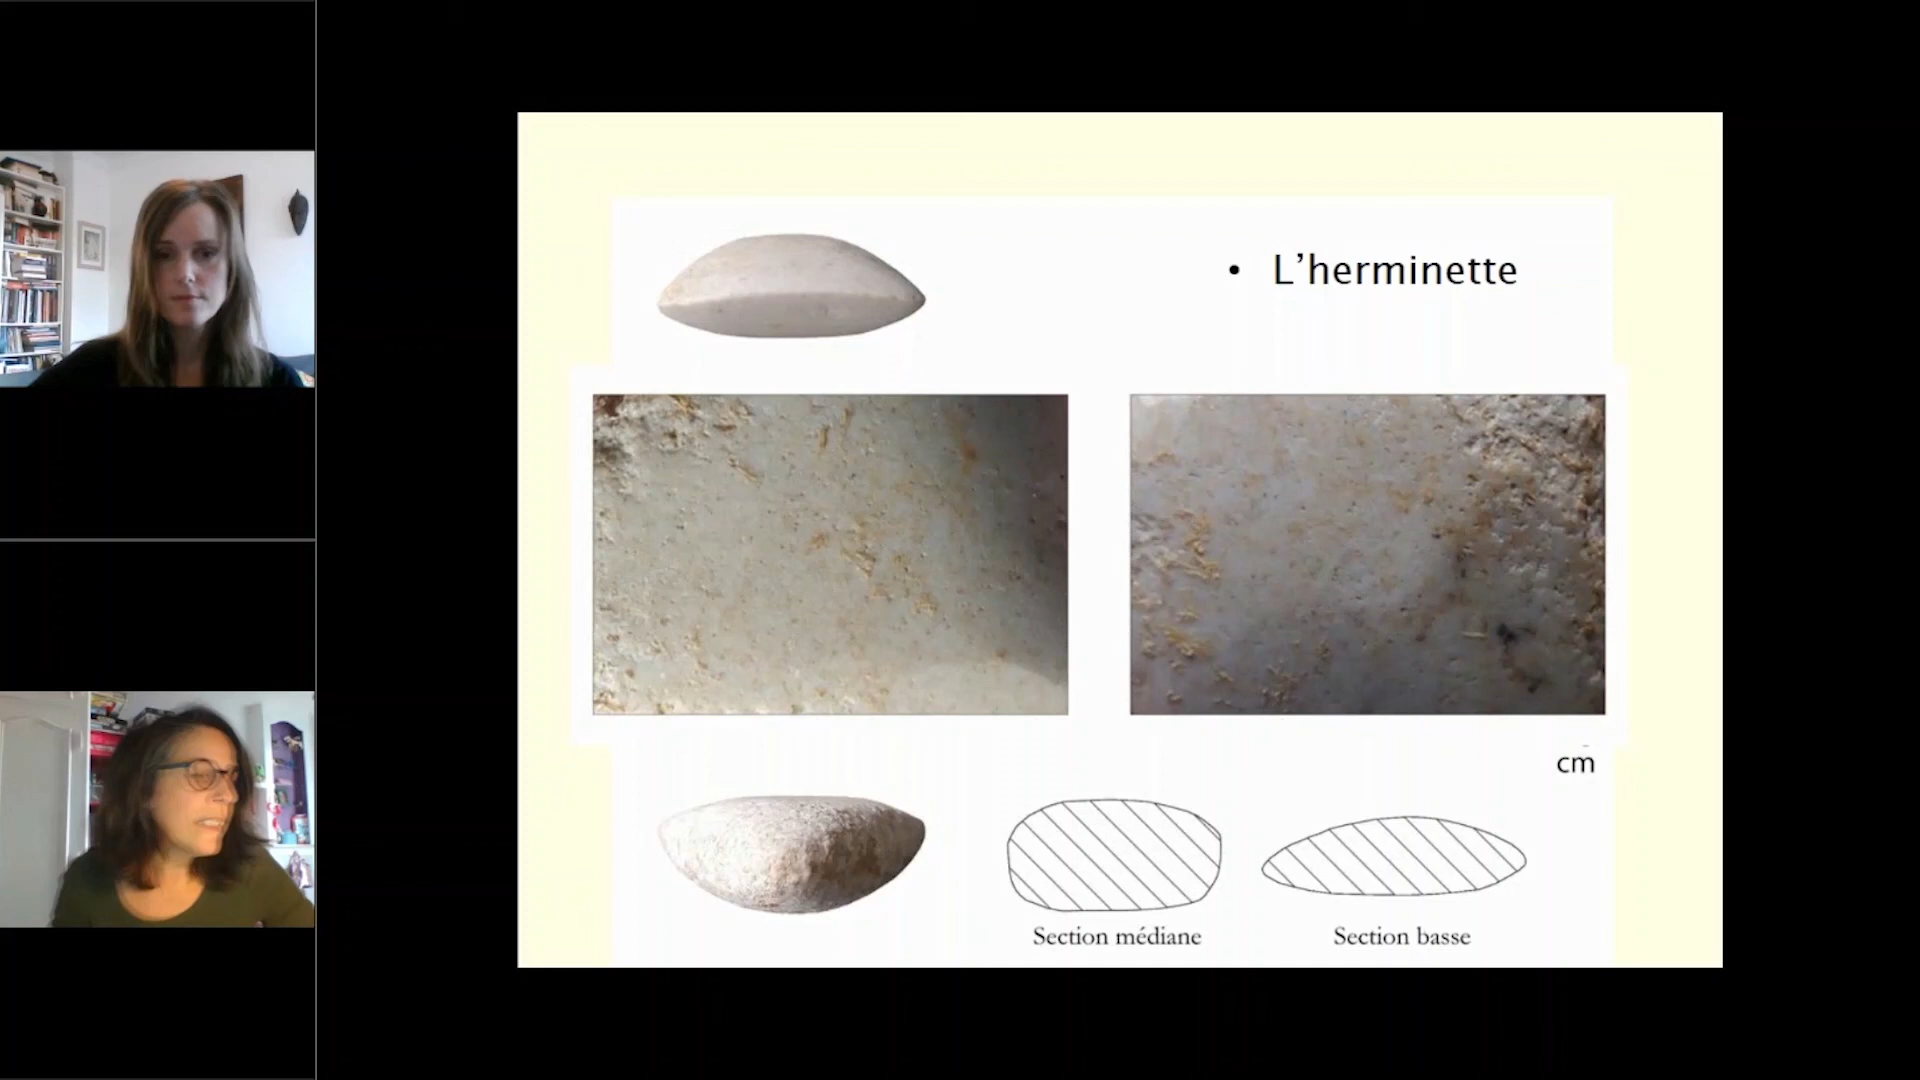 • L’herminette
cm
Section médiane
Section basse